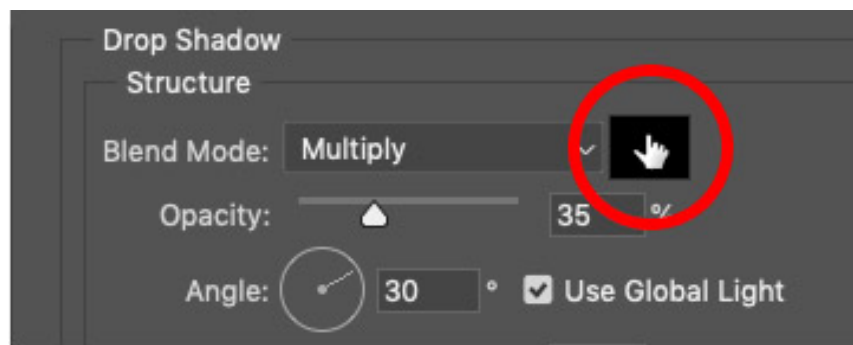 Drop Shadow
Structure
Blend Mode: Multiply
Opacity: 35 %
Angle: 30 ° Use Global Light